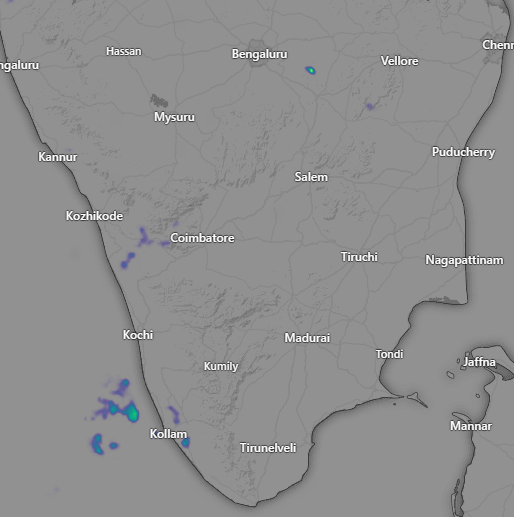 Hassan
Bengaluru
Chenn
ngaluru
Vellore
Mysuru
Kannur
Puducherry
Salem
Kozhikode
Coimbatore
Tiruchi
Nagapattinam
Kochi
Madurai
Tondi
Kumily
Jaffna
Mannar
Kollam
Tirunelveli